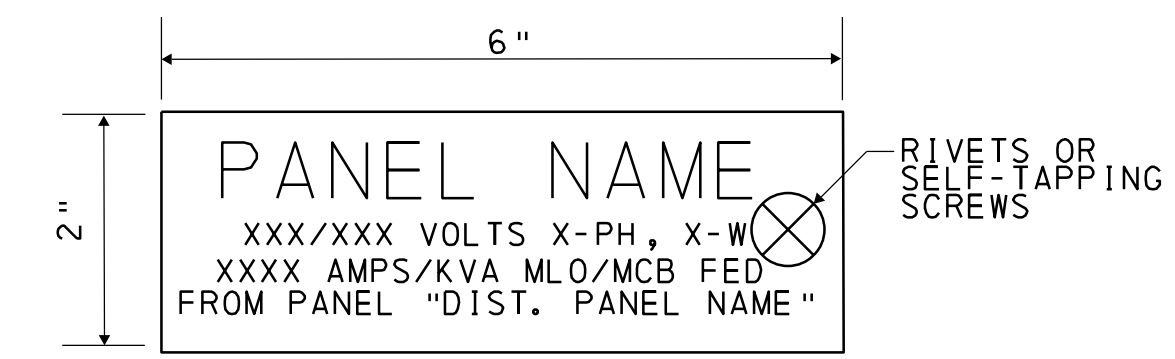 6"
2"
PANEL NAME
XXX/XXX VOLTS X-PH, X-W
XXXX AMPS/KVA MLO/MCB FED
FROM PANEL "DIST. PANEL NAME"
RIVETS OR
SELF-TAPPING
SCREWS